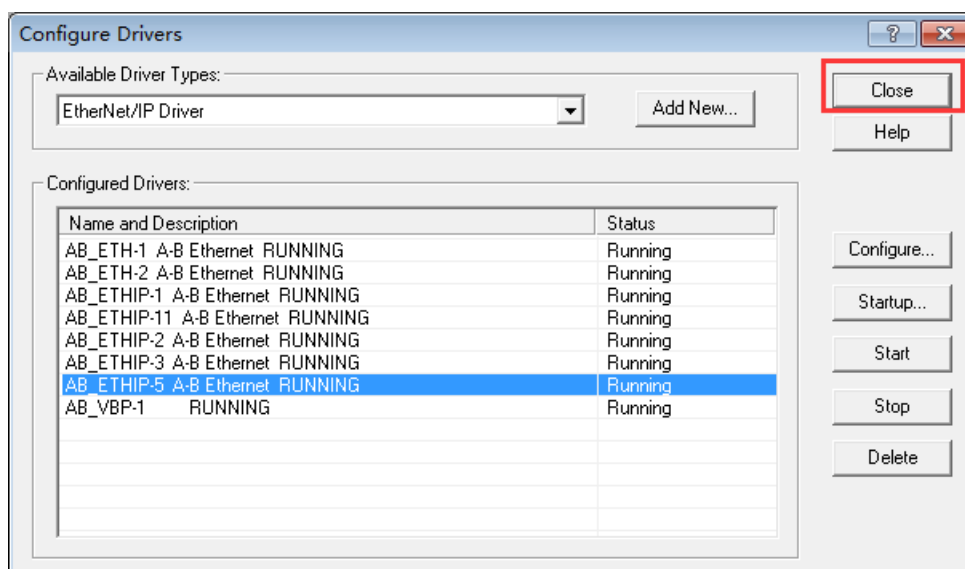 Configure Drivers
Available Driver Types:
EtherNet/IP Driver
Add New...
Close
Help
Configured Drivers:
Name and Description Status
AB_ETH-1 A-B Ethernet RUNNING Running
AB_ETH-2 A-B Ethernet RUNNING Running
AB_ETHIP-1 A-B Ethernet RUNNING Running
AB_ETHIP-11 A-B Ethernet RUNNING Running
AB_ETHIP-2 A-B Ethernet RUNNING Running
AB_ETHIP-3 A-B Ethernet RUNNING Running
AB_ETHIP-5 A-B Ethernet RUNNING Running
AB_VBP-1 RUNNING Running
Configure...
Startup...
Start
Stop
Delete